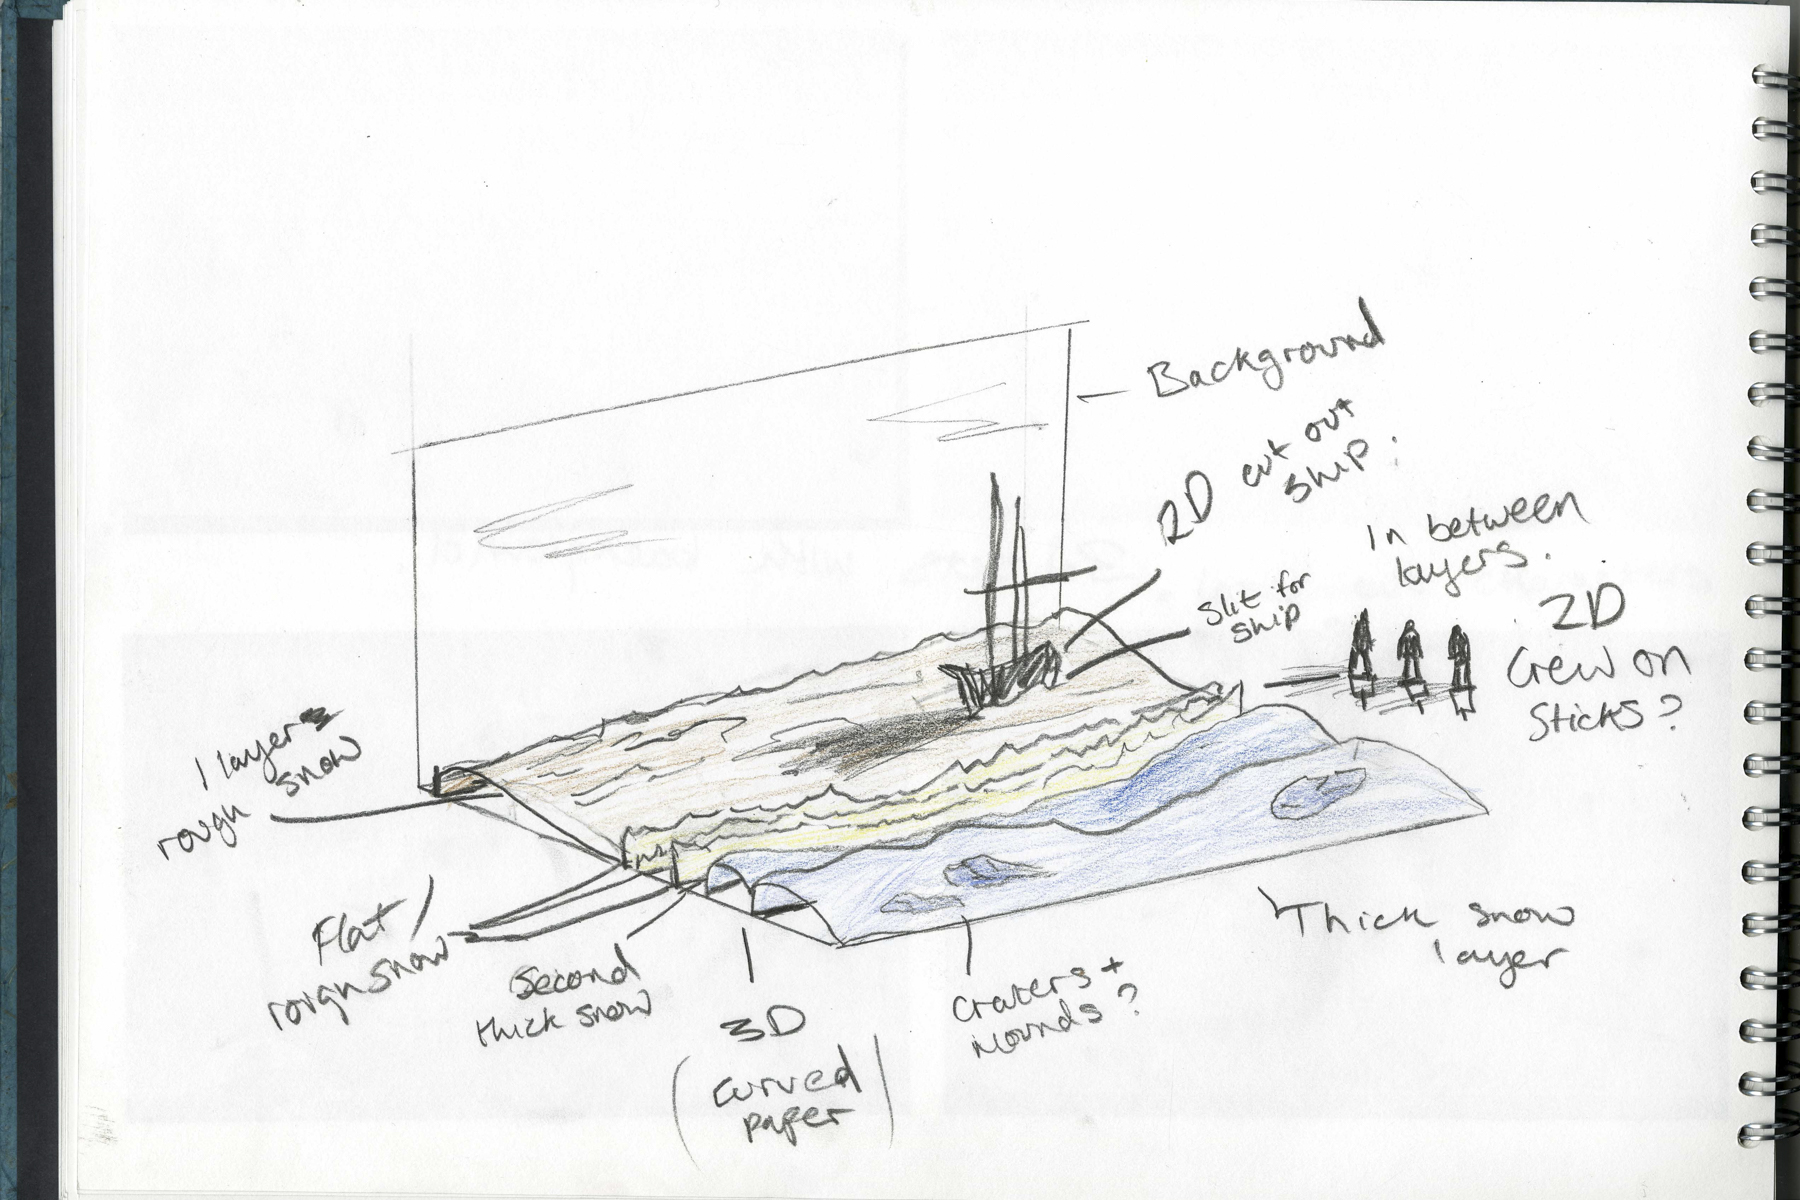 Background
2D cut out
ship.
In between
layers.
Slit for
ship
2D
Crew on
Sticks?
1 layer
rough snow
Flat /
rough snow
Second
thick snow
3D
(curved
paper)
Craters +
Mounds?
Thick snow
layer